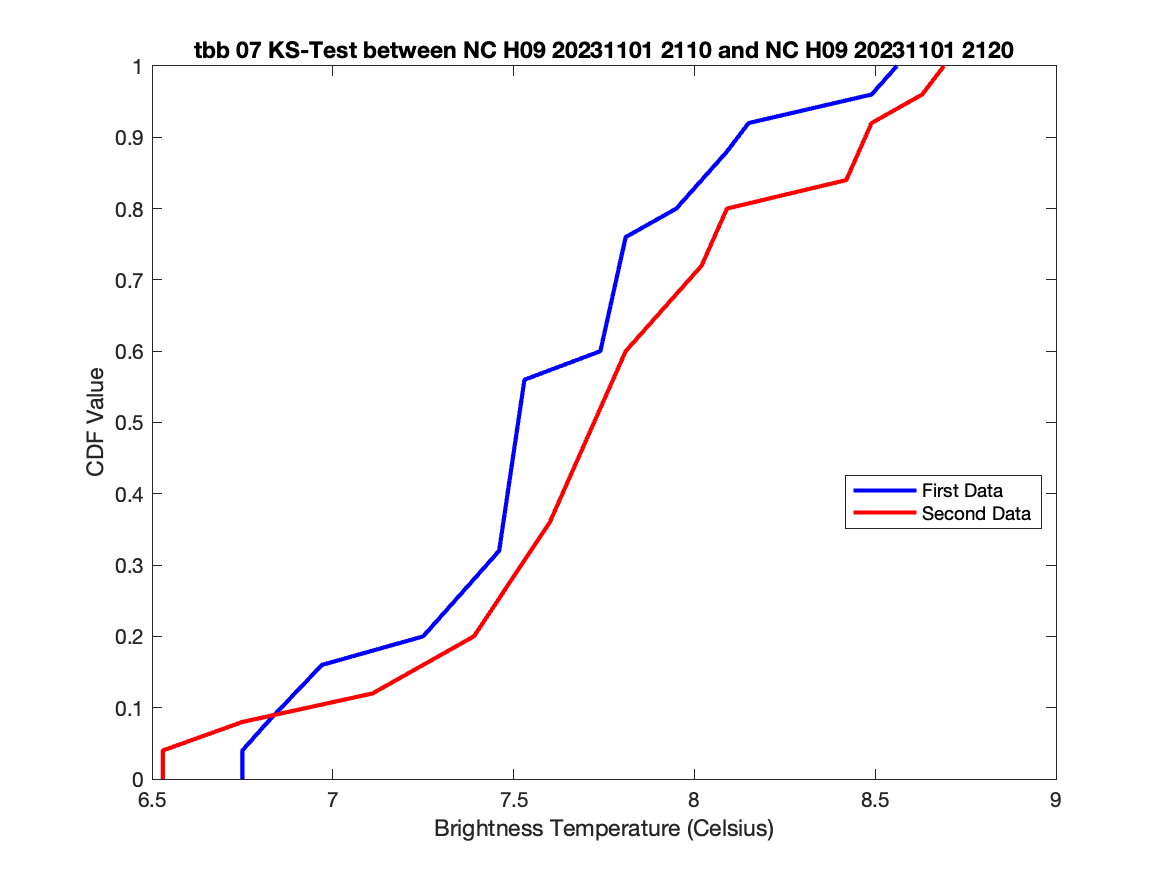 tbb 07 KS-Test between NC H09 20231101 2110 and NC H09 20231101 2120
1
0.9
0.8
0.7
0.6
0.5
0.4
0.3
0.2
0.1
0
CDF Value
First Data
Second Data
6.5 7 7.5 8 8.5 9
Brightness Temperature (Celsius)